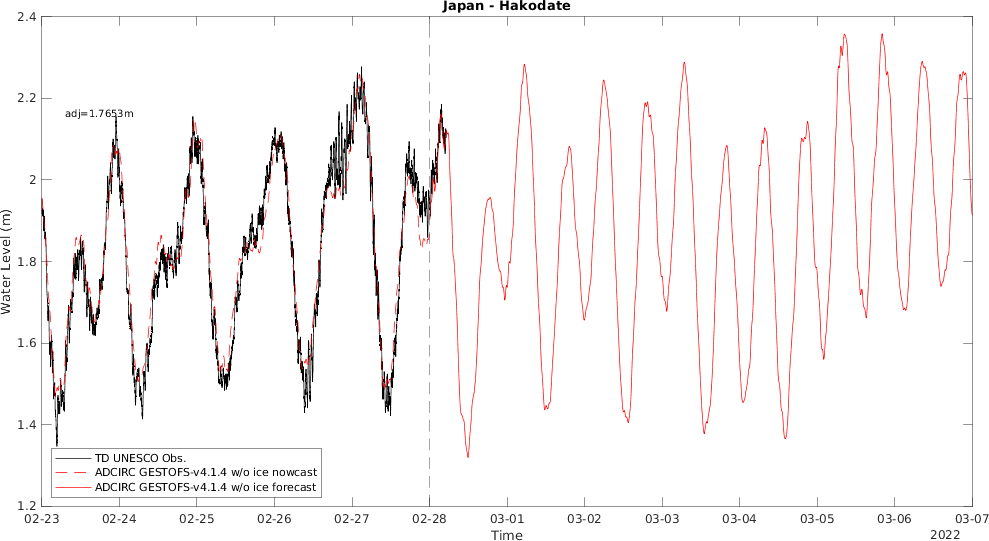 Japan - Hakodate
2.4
2.2
2
1.8
1.6
1.4
1.2
Water Level (m)
adj=1.7653m
TD UNESCO Obs.
ADCIRC GESTOFS-v4.1.4 w/o ice nowcast
ADCIRC GESTOFS-v4.1.4 w/o ice forecast
02-23 02-24 02-25 02-26 02-27 02-28 03-01 03-02 03-03 03-04 03-05 03-06 03-07
Time
2022